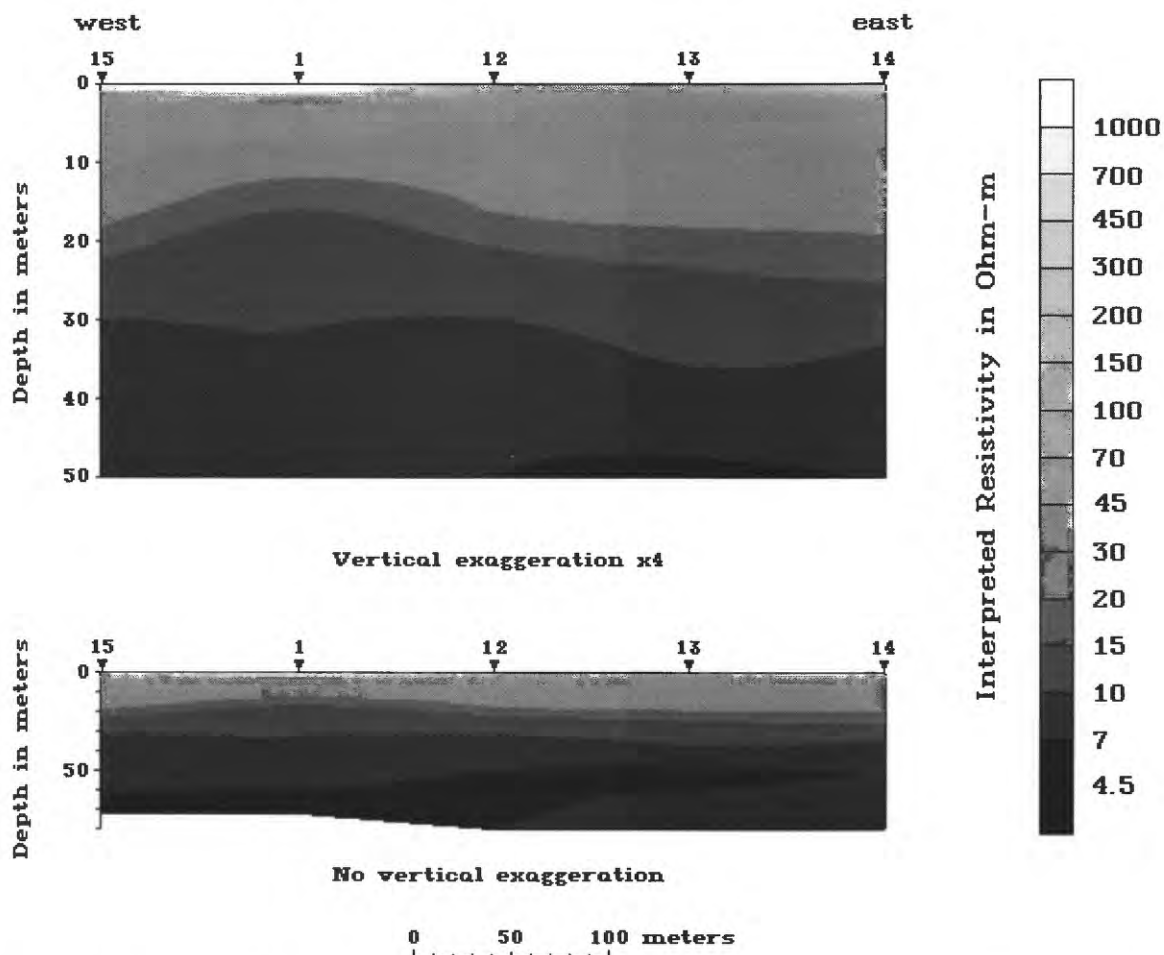 west east
15 1 12 13 14
0
10
20
30
40
50
Depth in meters
Vertical exaggeration x4
15 1 12 13 14
0
50
Depth in meters
No vertical exaggeration
0 50 100 meters
Interpreted Resistivity in Ohm-m
1000
700
450
300
200
150
100
70
45
30
20
15
10
7
4.5